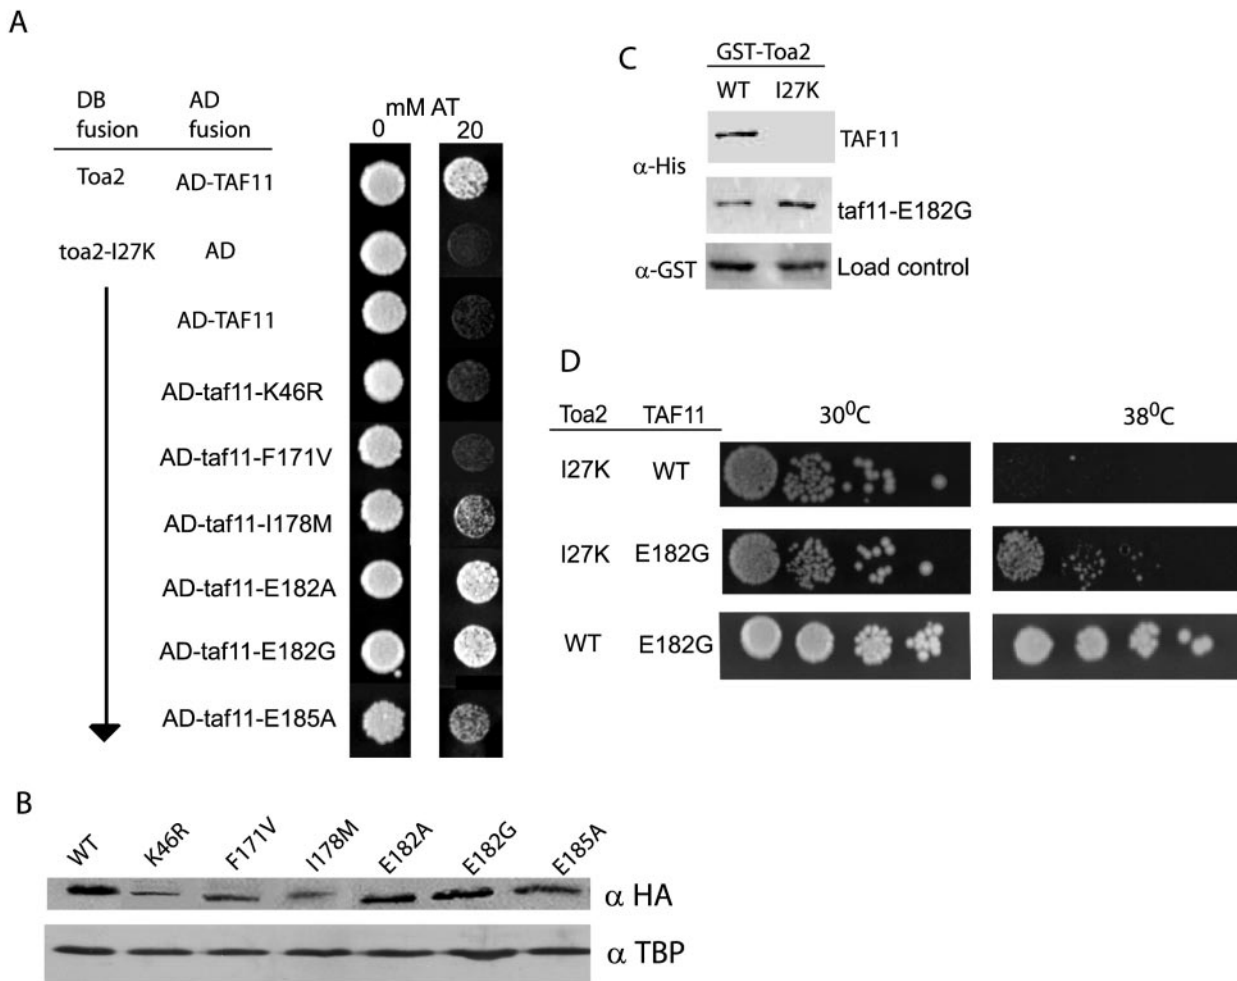 A
DB fusion
AD fusion
mM AT
0 20
Toa2 AD-TAF11
toa2-I27K AD
AD-TAF11
AD-taf11-K46R
AD-taf11-F171V
AD-taf11-I178M
AD-taf11-E182A
AD-taf11-E182G
AD-taf11-E185A
B
WT K46R F171V I178M E182A E182G E185A
α HA
α TBP
C
GST-Toa2
WT I27K
α-His
TAF11
taf11-E182G
α-GST Load control
D
Toa2 TAF11 30⁰C 38⁰C
I27K WT
I27K E182G
WT E182G